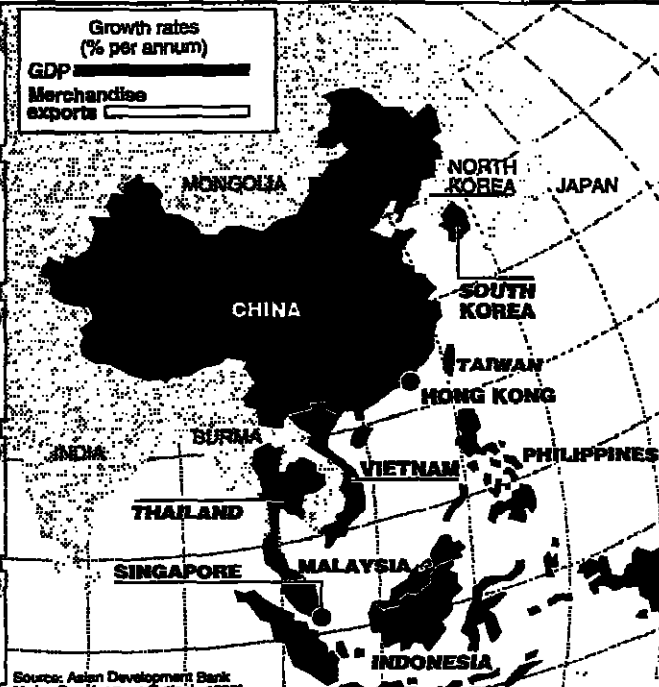 Growth rates
(% per annum)
GDP
Merchandise
exports
MONGOLIA
NORTH
KOREA
JAPAN
SOUTH
KOREA
CHINA
TAIWAN
HONG KONG
BURMA
INDIA
PHILIPPINES
VIETNAM
THAILAND
MALAYSIA
SINGAPORE
INDONESIA
Source: Asian Development Bank